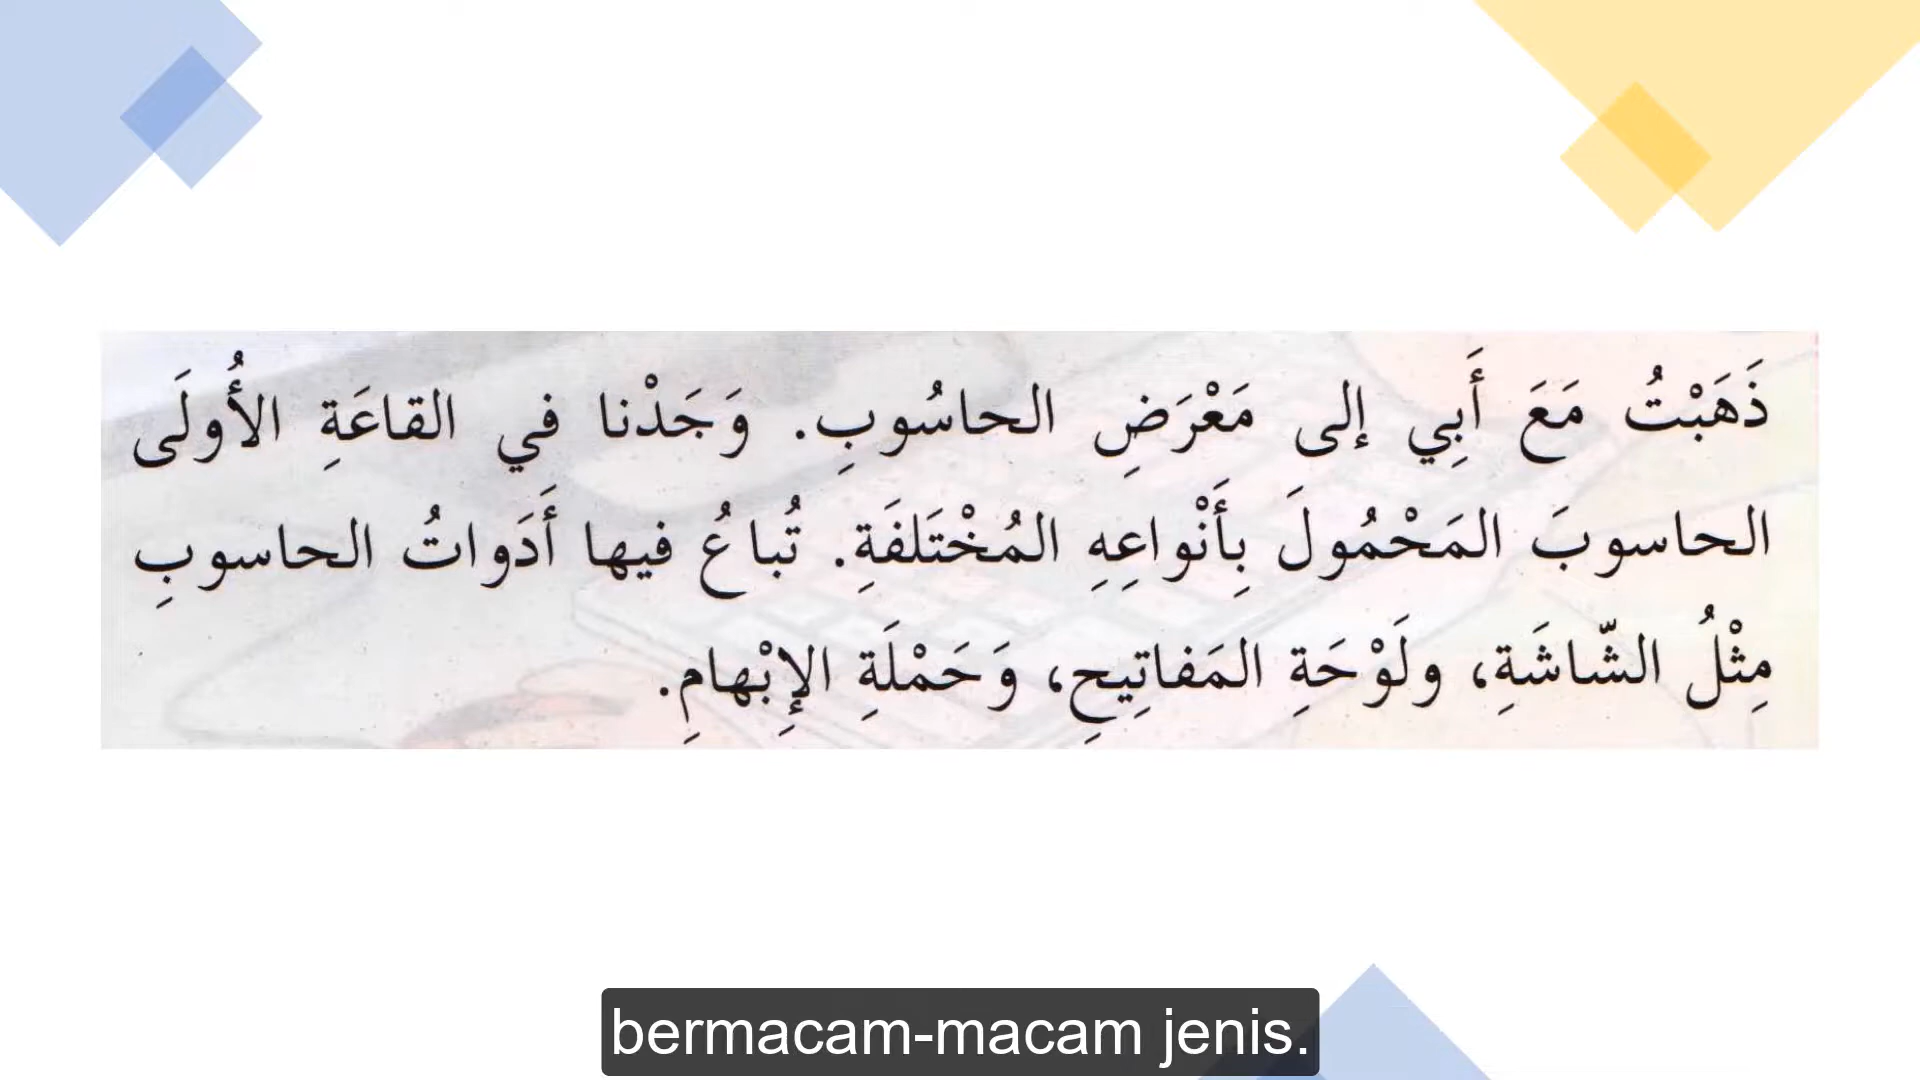 ذَهَبْتُ مَعَ أَبِي إلى مَعْرَضِ الحاسُوبِ. وَجَدْنا في القاعَةِ الأُولَى
الحاسوبَ المَحْمُولَ بِأَنْواعِهِ المُخْتَلفَةِ. تُباعُ فيها أَدَواتُ الحاسوبِ
مِثْلُ الشّاشَةِ، ولَوْحَةِ المَفاتِيحِ، وَحَمْلَةِ الإِبْهامِ.
bermacam-macam jenis.